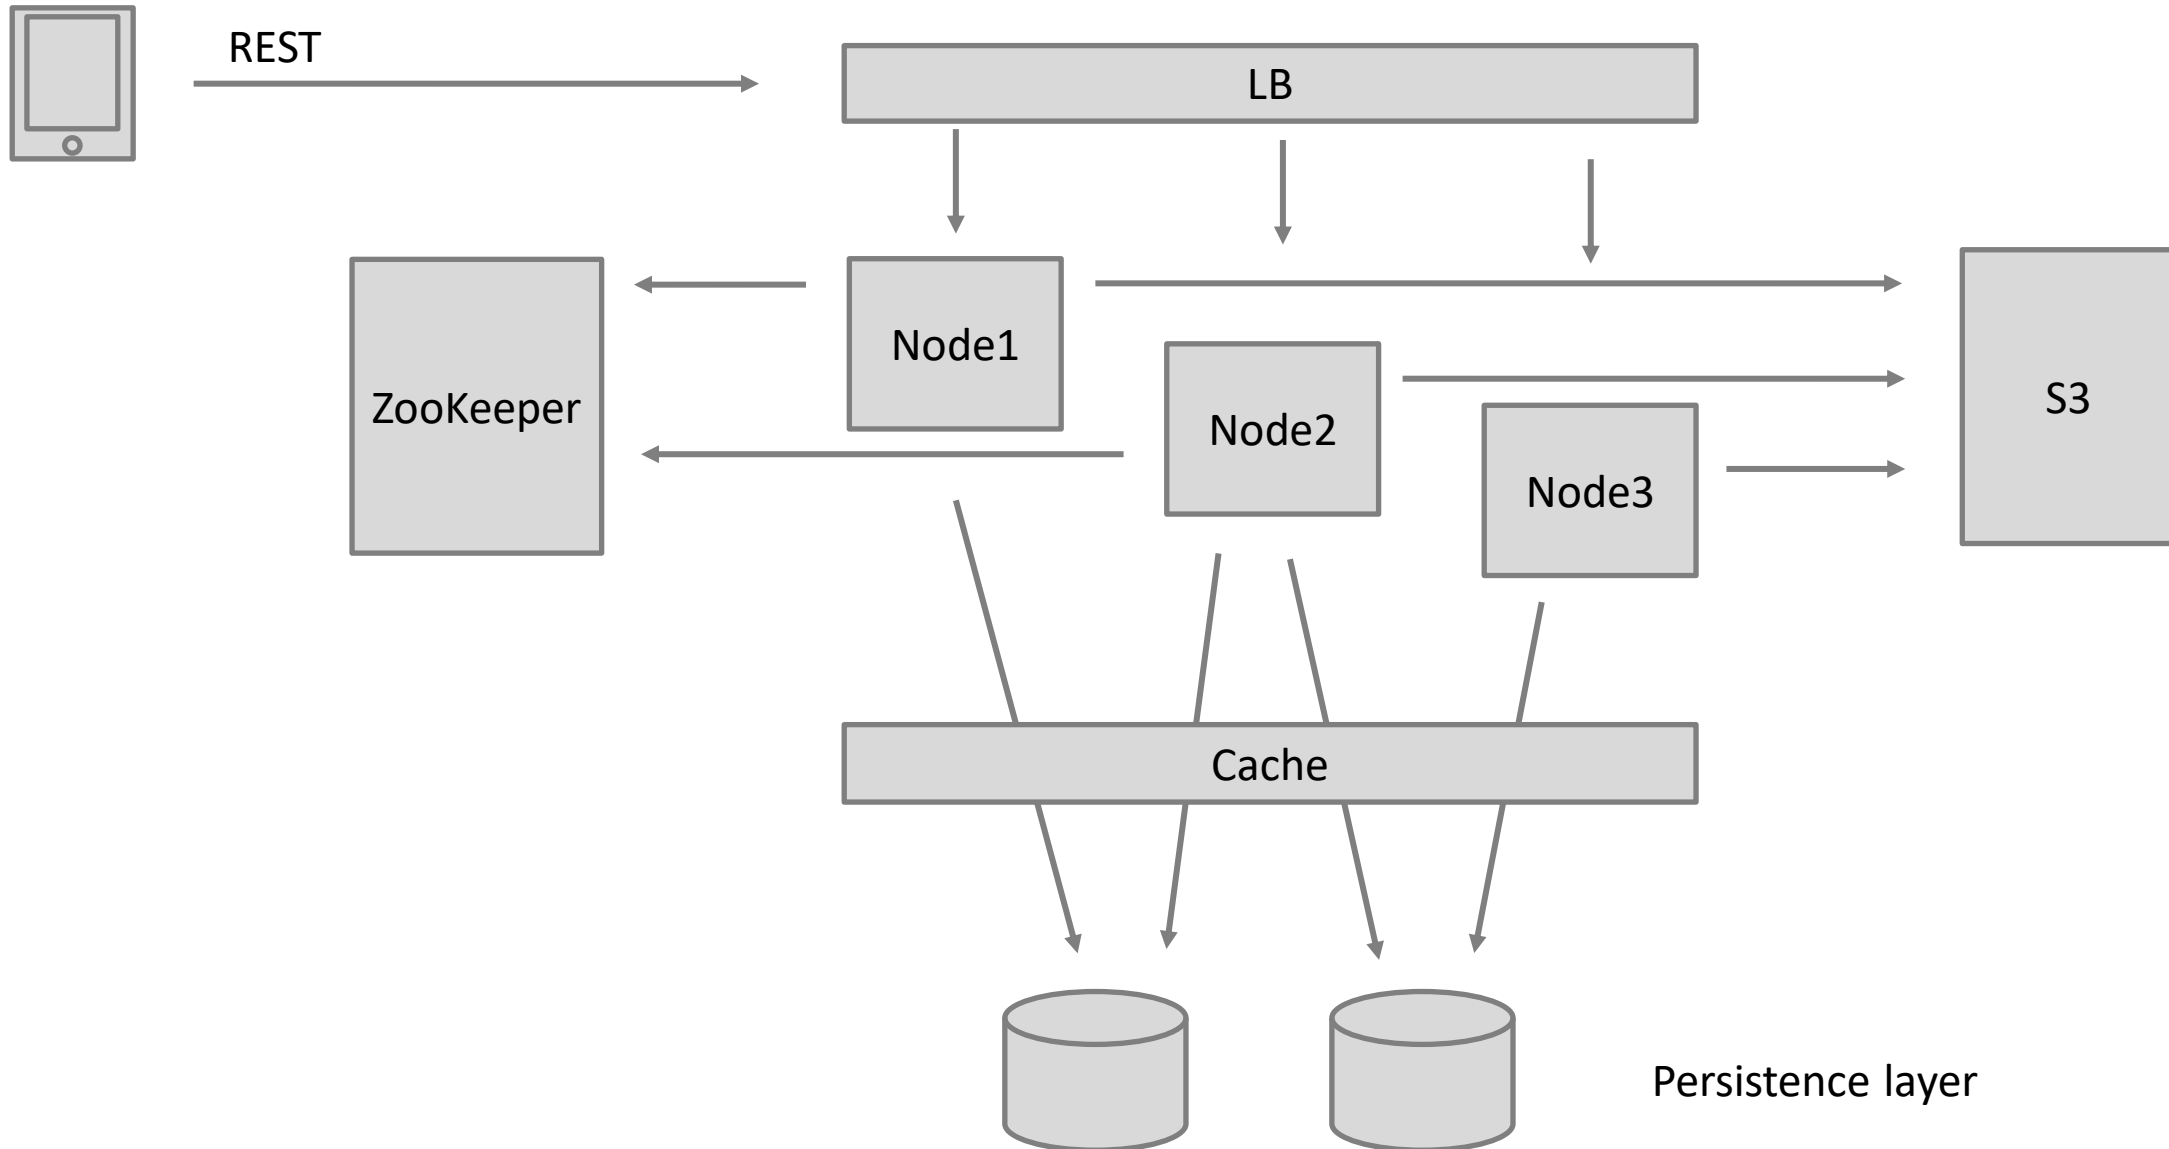 REST
LB
Node1
ZooKeeper
Node2
S3
Node3
Cache
Persistence layer